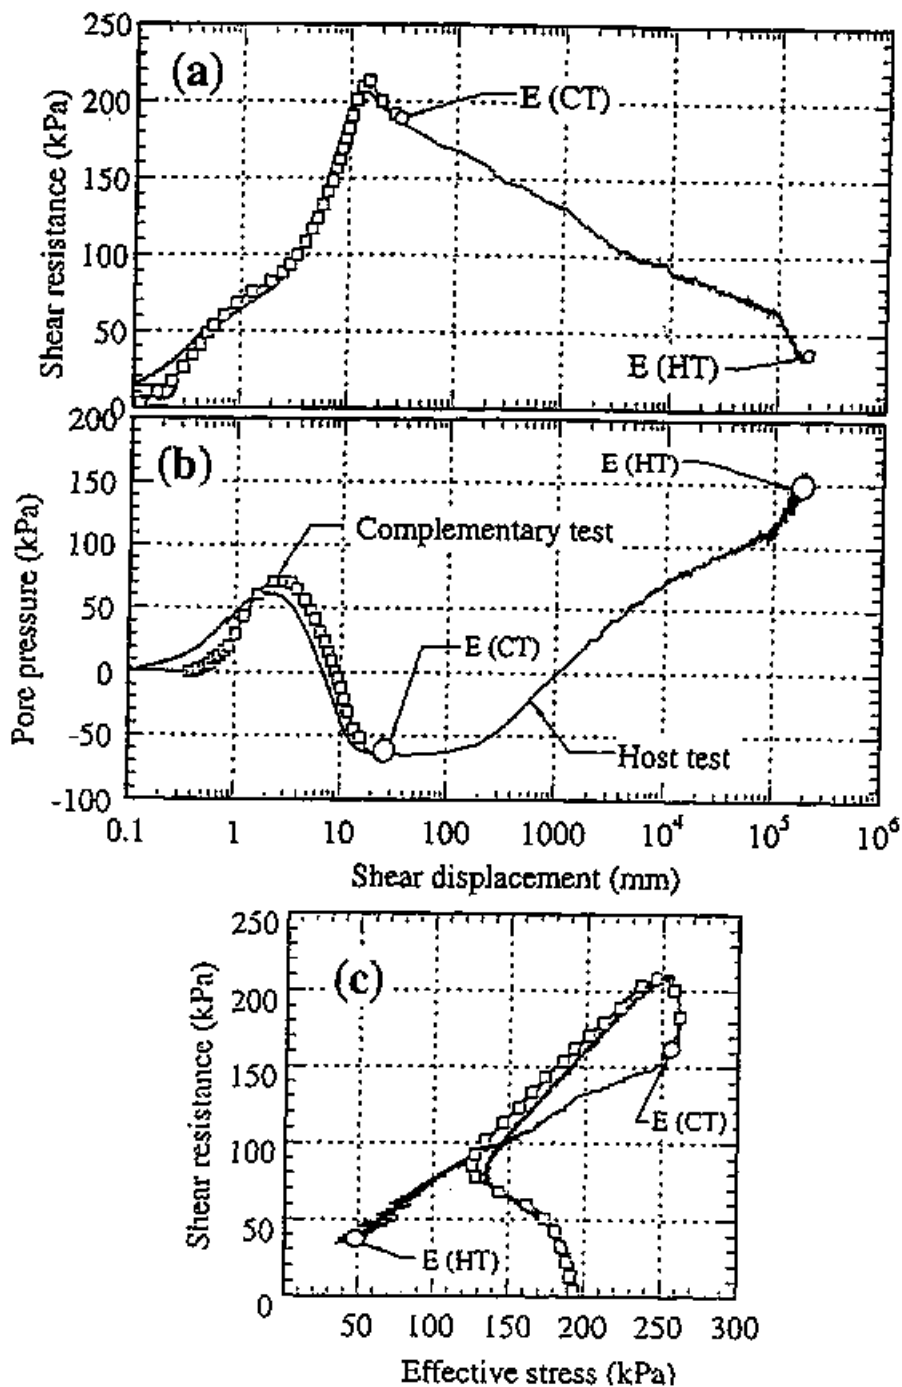 250
(a)
200
E (CT)
150
100
50
E (HT)
0
Shear resistance (kPa)
200
(b)
E (HT)
150
100
Complementary test
50
E (CT)
0
-50
Host test
-100
Pore pressure (kPa)
0.1 1 10 100 1000 10⁴ 10⁵ 10⁶
Shear displacement (mm)
250
(c)
200
150
E (CT)
100
50
E (HT)
0
Shear resistance (kPa)
50 100 150 200 250 300
Effective stress (kPa)